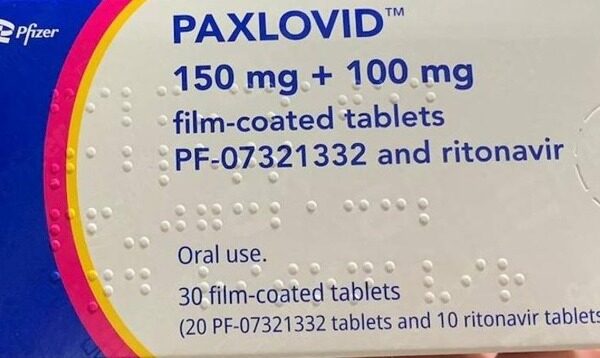 Pfizer
PAXLOVID™
150 mg + 100 mg
film-coated tablets
PF-07321332 and ritonavir
Oral use.
30 film-coated tablets
(20 PF-07321332 tablets and 10 ritonavir tablets